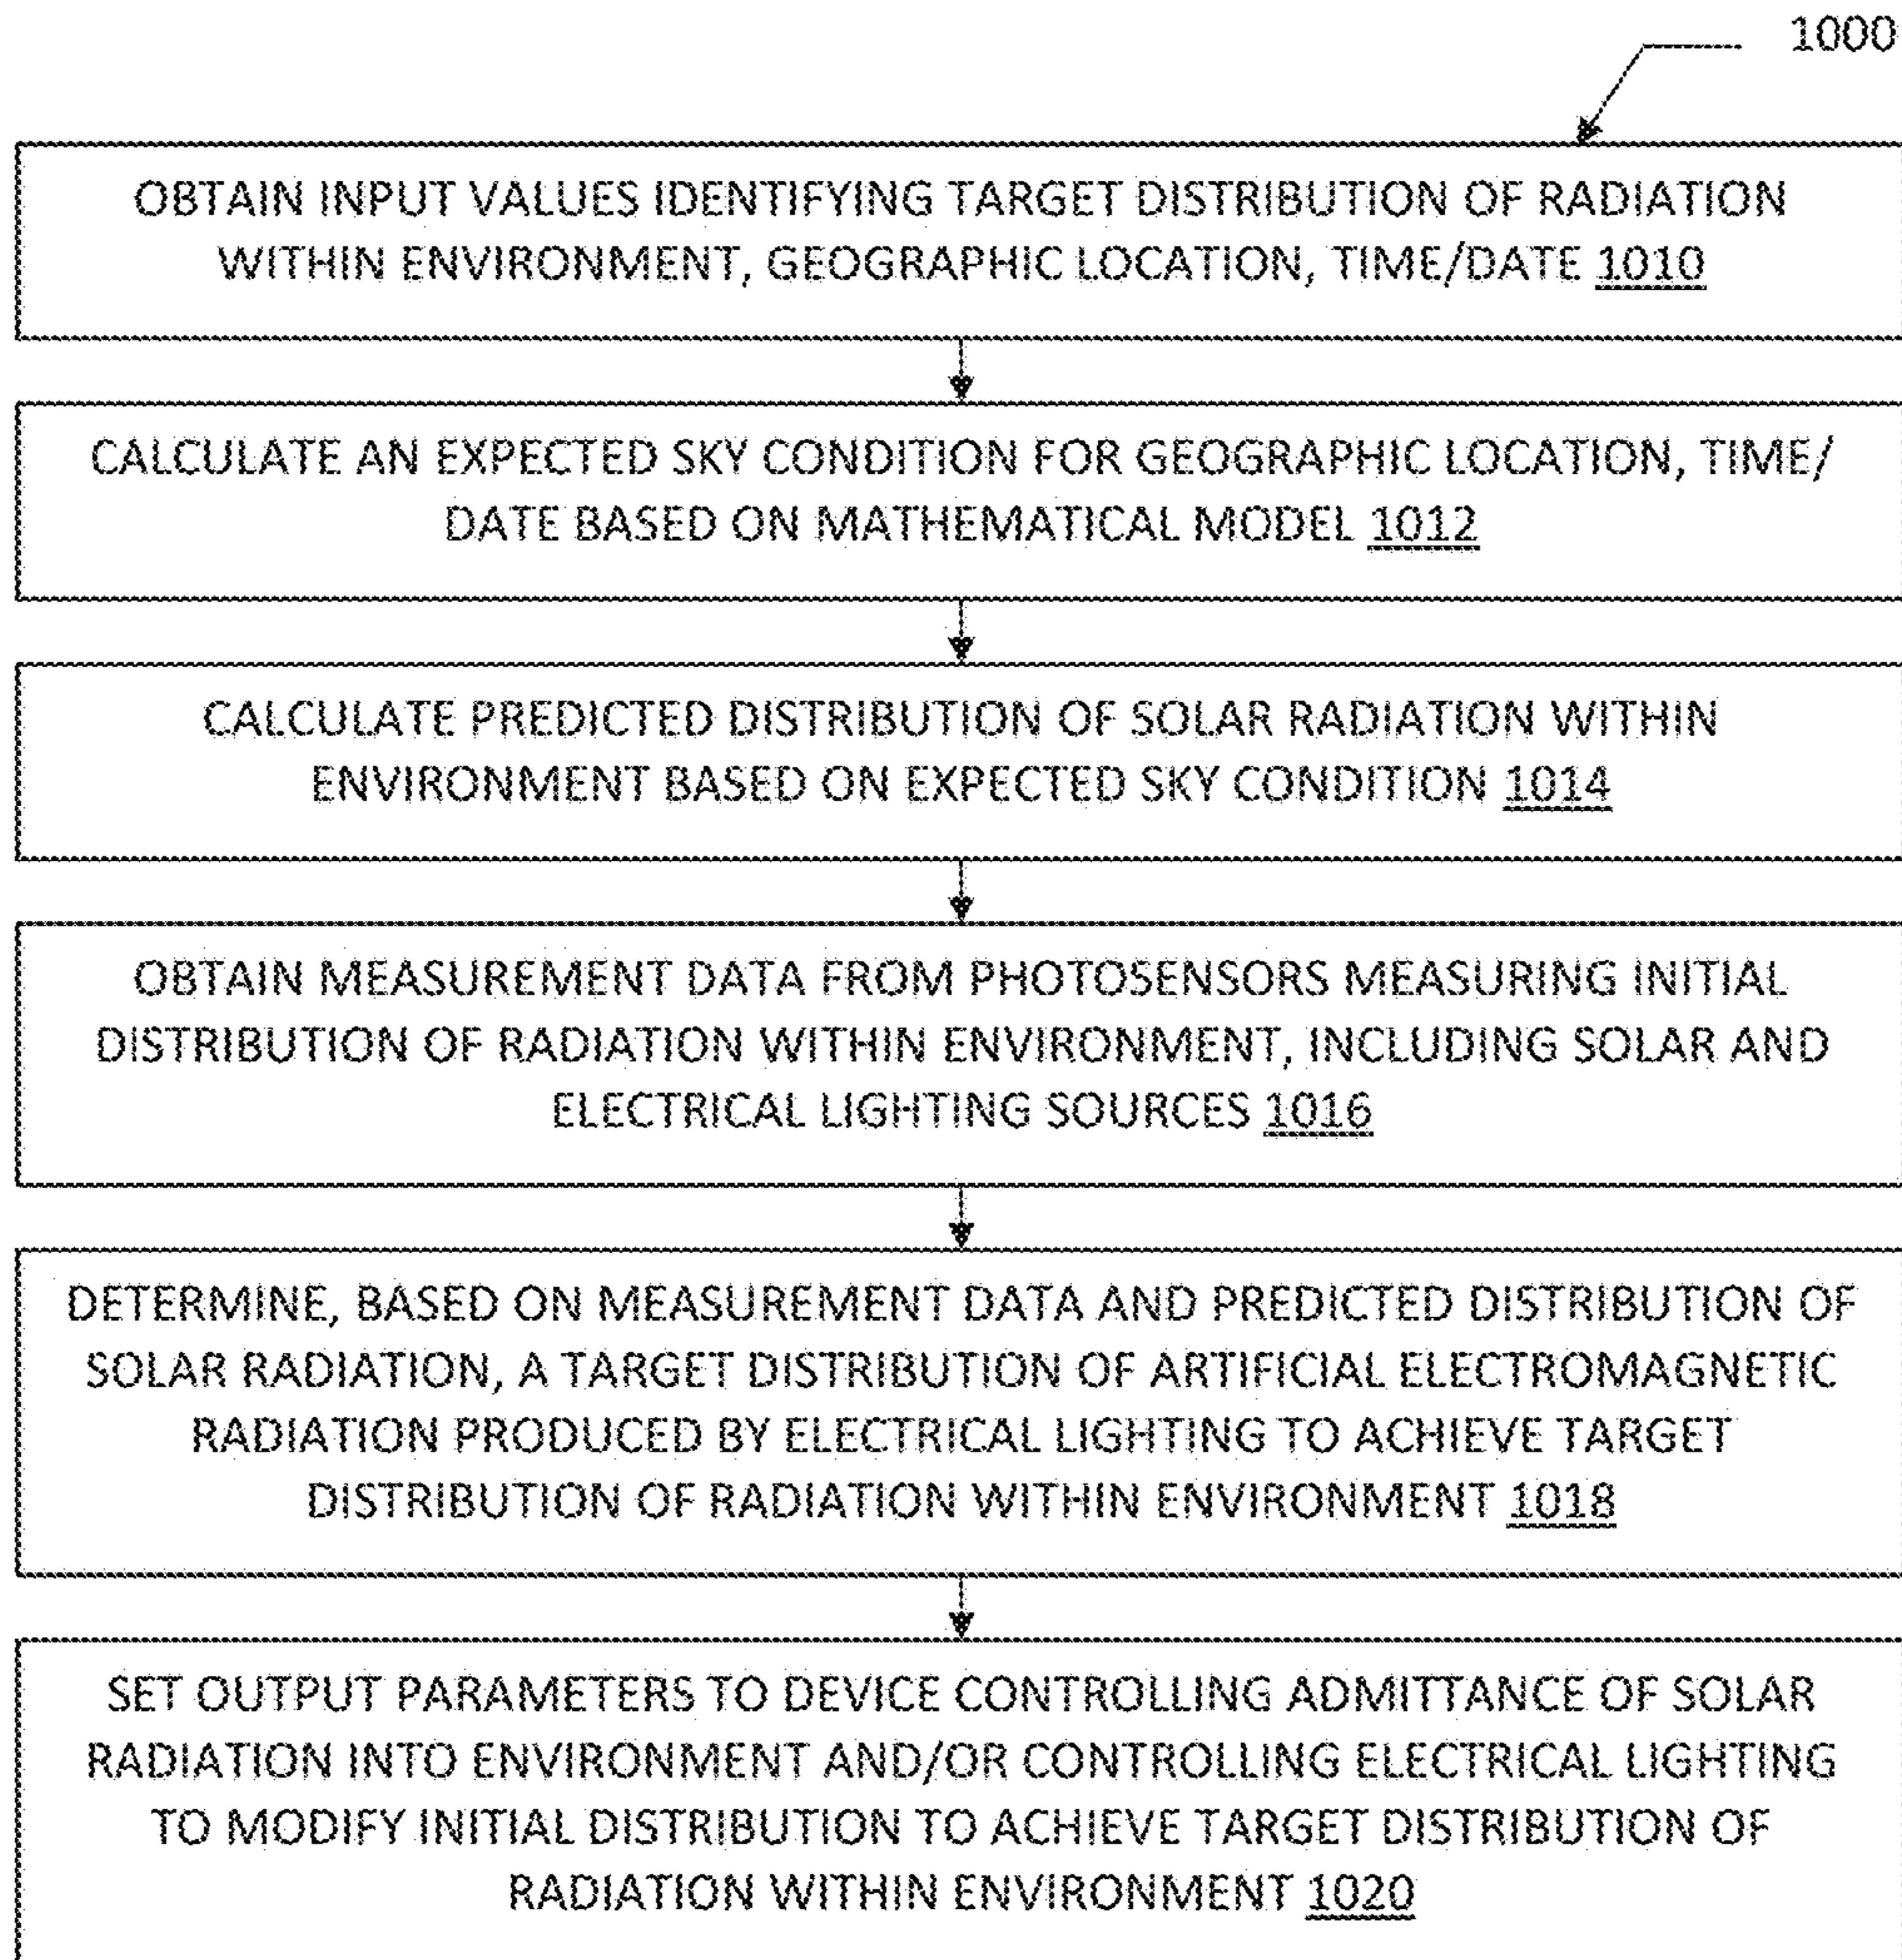 1000
OBTAIN INPUT VALUES IDENTIFYING TARGET DISTRIBUTION OF RADIATION
WITHIN ENVIRONMENT, GEOGRAPHIC LOCATION, TIME/DATE 1010
CALCULATE AN EXPECTED SKY CONDITION FOR GEOGRAPHIC LOCATION, TIME/
DATE BASED ON MATHEMATICAL MODEL 1012
CALCULATE PREDICTED DISTRIBUTION OF SOLAR RADIATION WITHIN
ENVIRONMENT BASED ON EXPECTED SKY CONDITION 1014
OBTAIN MEASUREMENT DATA FROM PHOTOSENSORS MEASURING INITIAL
DISTRIBUTION OF RADIATION WITHIN ENVIRONMENT, INCLUDING SOLAR AND
ELECTRICAL LIGHTING SOURCES 1016
DETERMINE, BASED ON MEASUREMENT DATA AND PREDICTED DISTRIBUTION OF
SOLAR RADIATION, A TARGET DISTRIBUTION OF ARTIFICIAL ELECTROMAGNETIC
RADIATION PRODUCED BY ELECTRICAL LIGHTING TO ACHIEVE TARGET
DISTRIBUTION OF RADIATION WITHIN ENVIRONMENT 1018
SET OUTPUT PARAMETERS TO DEVICE CONTROLLING ADMITTANCE OF SOLAR
RADIATION INTO ENVIRONMENT AND/OR CONTROLLING ELECTRICAL LIGHTING
TO MODIFY INITIAL DISTRIBUTION TO ACHIEVE TARGET DISTRIBUTION OF
RADIATION WITHIN ENVIRONMENT 1020